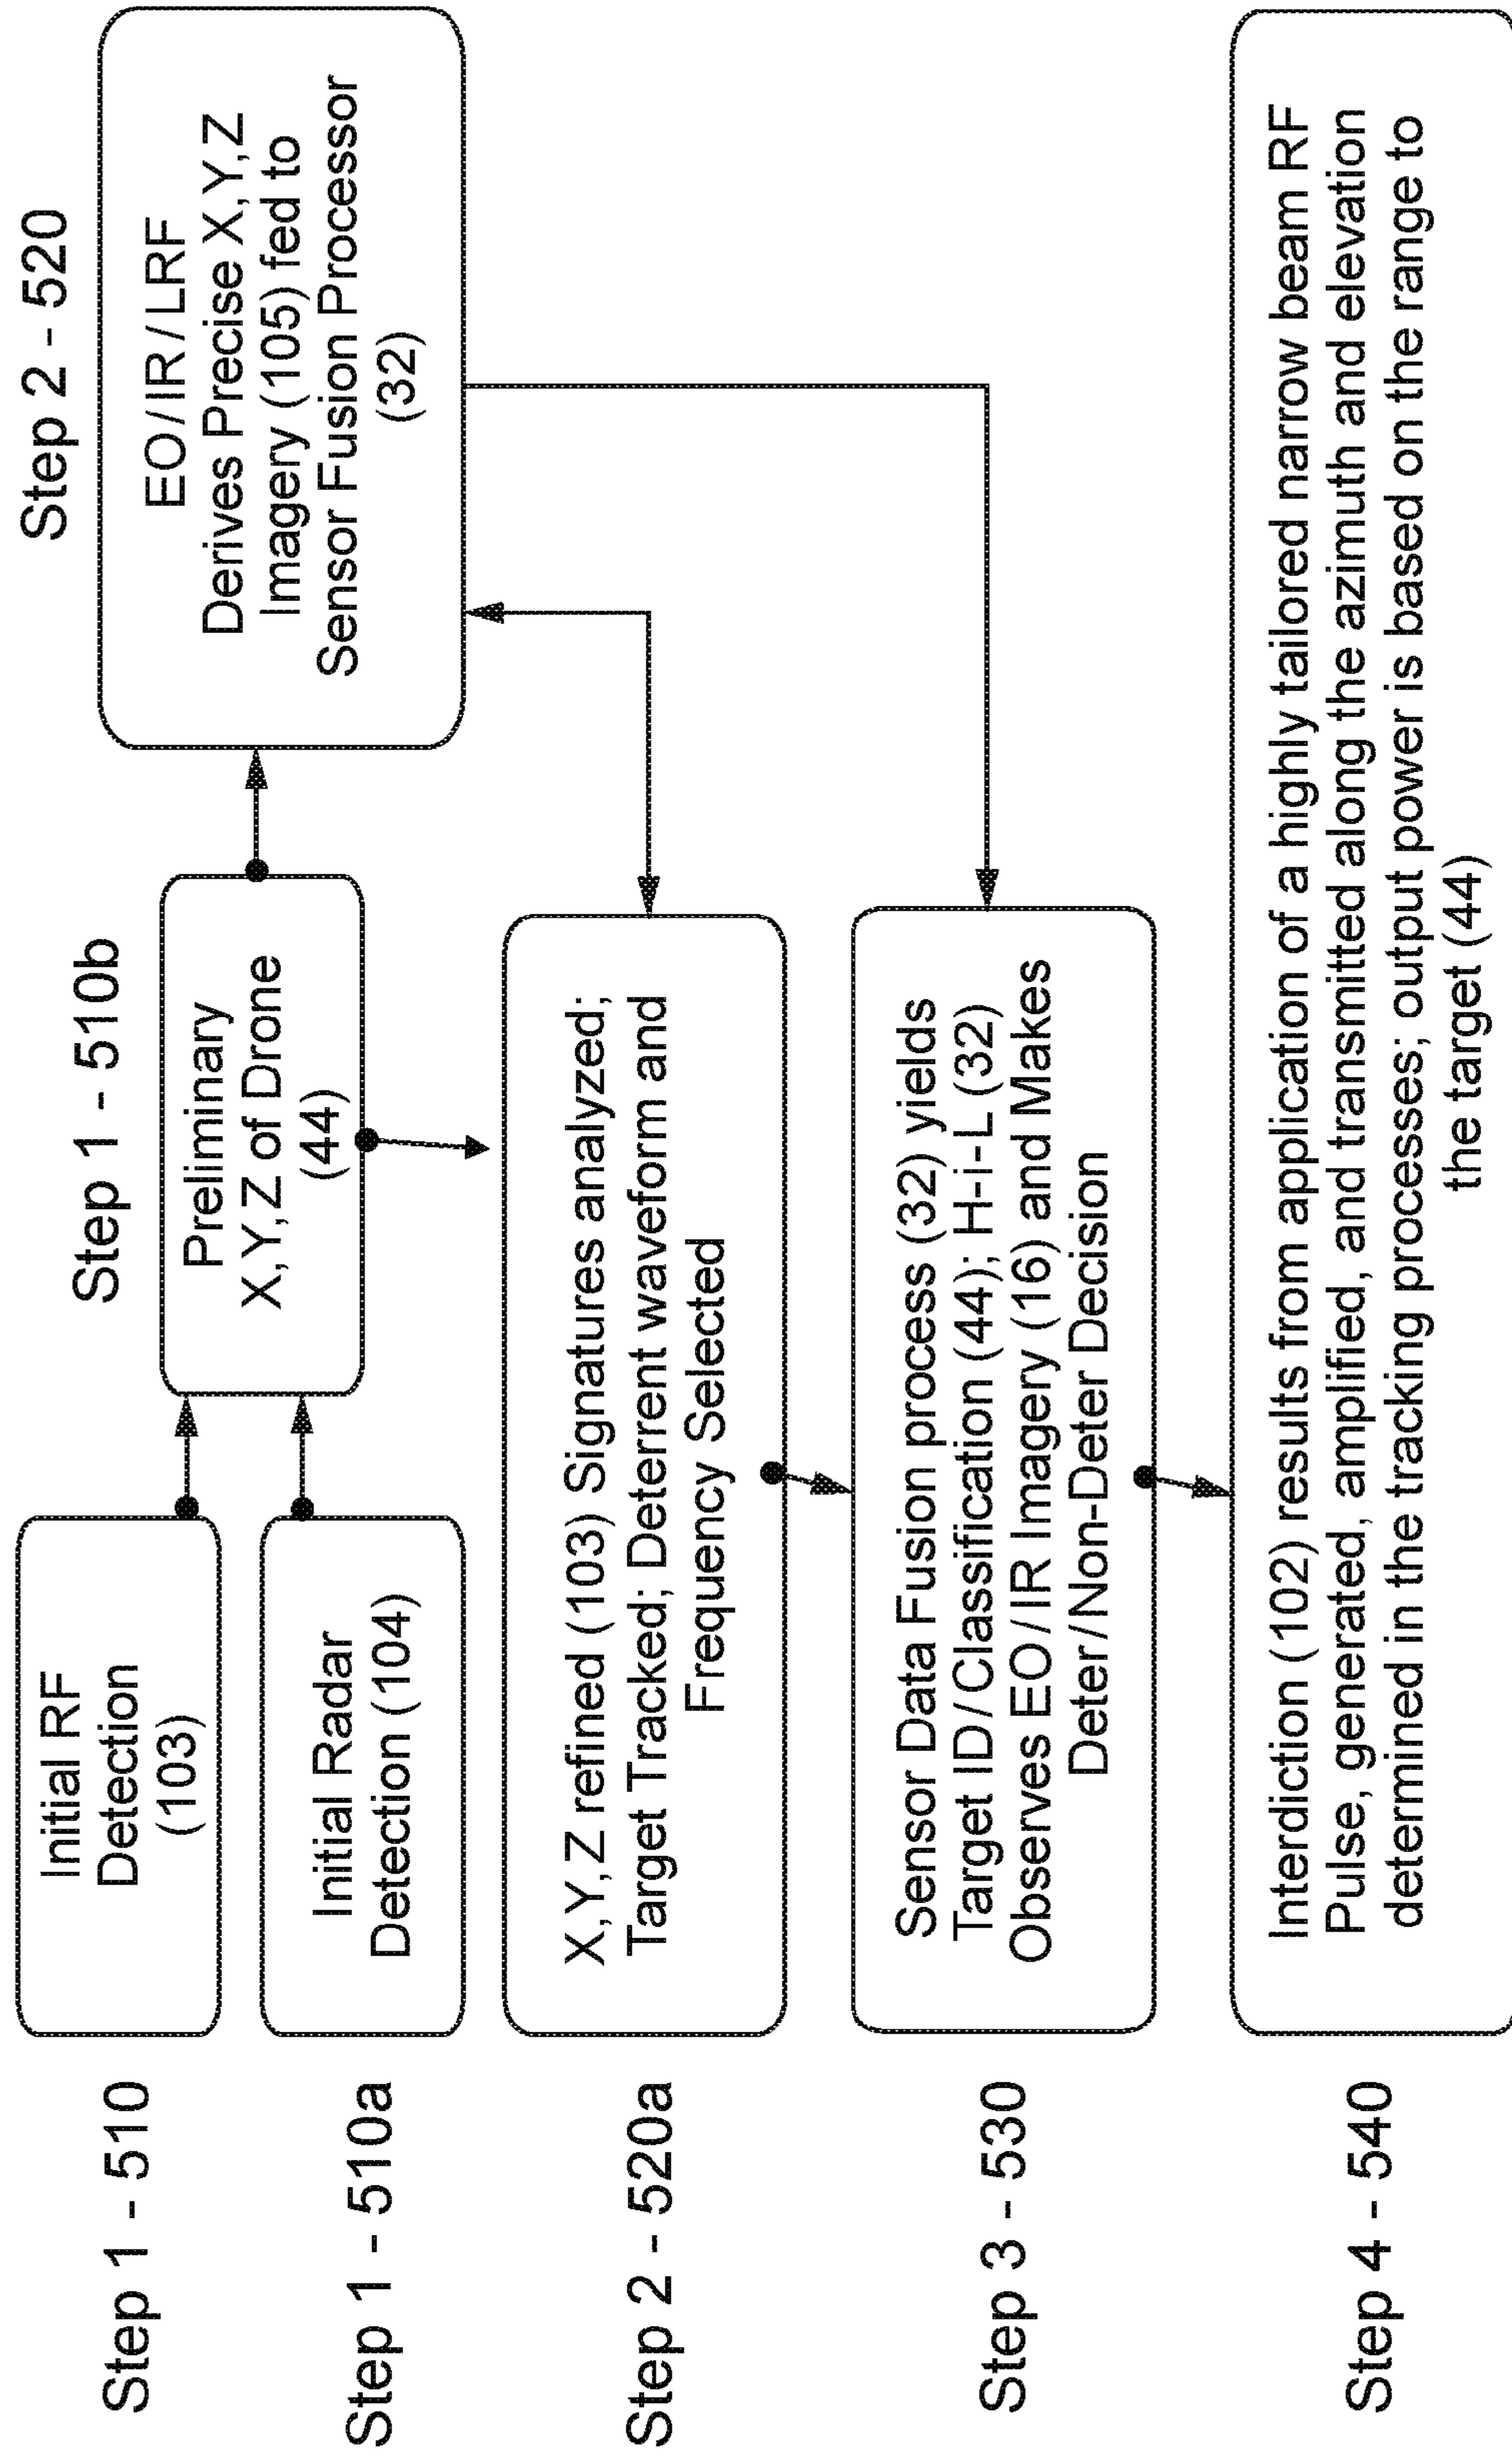 Step 1 - 510
Initial RF
Detection
(103)
Step 1 - 510a
Initial Radar
Detection (104)
Step 1 - 510b
Preliminary
X,Y,Z of Drone
(44)
Step 2 - 520
EO/IR/LRF
Derives Precise X,Y,Z
Imagery (105) fed to
Sensor Fusion Processor
(32)
Step 2 - 520a
X,Y,Z refined (103) Signatures analyzed;
Target Tracked; Deterrent waveform and
Frequency Selected
Step 3 - 530
Sensor Data Fusion process (32) yields
Target ID/Classification (44); H-i-L (32)
Observes EO/IR Imagery (16) and Makes
Deter/Non-Deter Decision
Step 4 - 540
Interdiction (102) results from application of a highly tailored narrow beam RF
Pulse, generated, amplified, and transmitted along the azimuth and elevation
determined in the tracking processes; output power is based on the range to
the target (44)